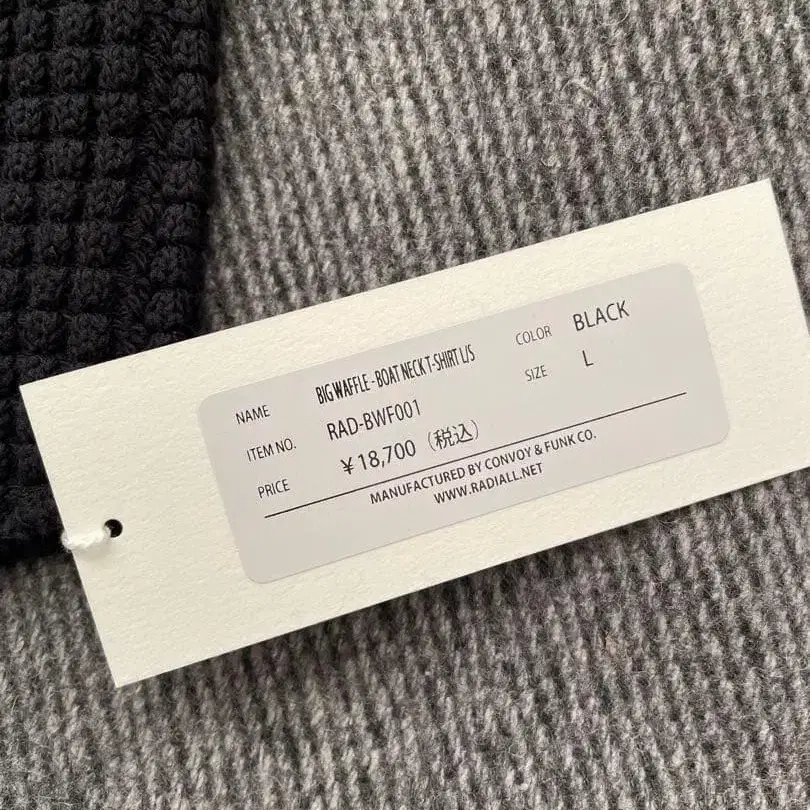 NAME BIG WAFFLE - BOAT NECK T-SHIRT L/S COLOR BLACK
ITEM NO. RAD-BWF001 SIZE L
PRICE ¥18,700 (税込)
MANUFACTURED BY CONVOY & FUNK CO.
WWW.RADIALL.NET